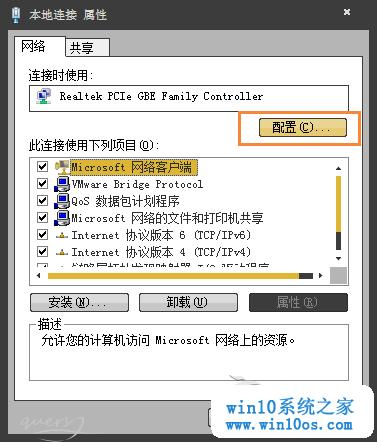 本地连接 属性
网络 共享
连接时使用:
Realtek PCIe GBE Family Controller
配置(C)...
此连接使用下列项目(O):
Microsoft 网络客户端
VMware Bridge Protocol
QoS 数据包计划程序
Microsoft 网络的文件和打印机共享
Internet 协议版本 6 (TCP/IPv6)
Internet 协议版本 4 (TCP/IPv4)
安装(N)... 卸载(U) 属性(R)
描述
允许您的计算机访问 Microsoft 网络上的资源。
win10系统之家
www.win10os.com